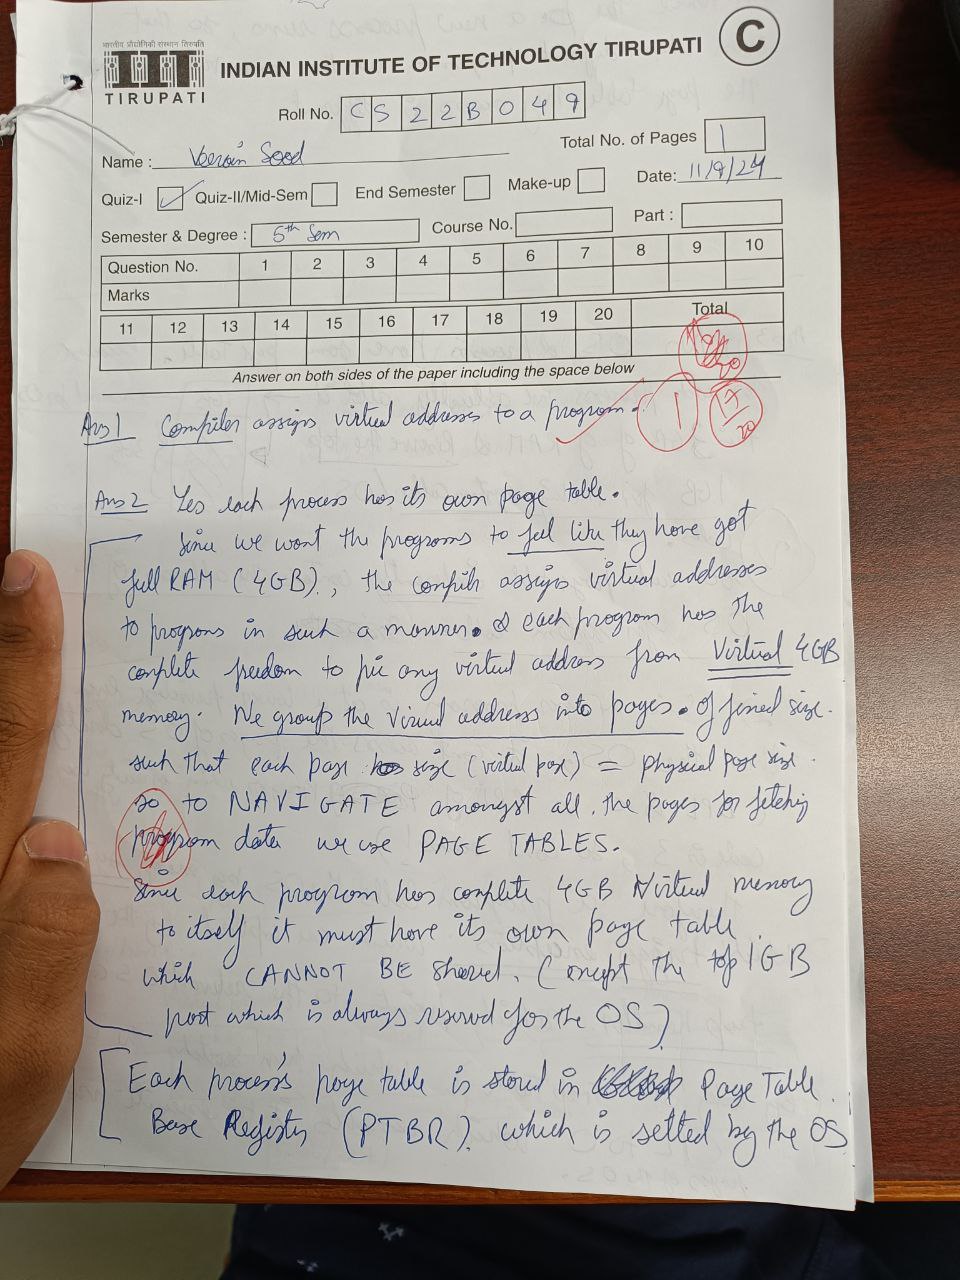 भारतीय प्रौद्योगिकी संस्थान तिरुपति
TIRUPATI
INDIAN INSTITUTE OF TECHNOLOGY TIRUPATI
C
Roll No. CS22B049
Total No. of Pages 1
Name : Sood
Quiz-I Quiz-II/Mid-Sem End Semester Make-up Date: 11/9/24
Semester & Degree : 5th Sem Course No. Part :
Question No. 1 2 3 4 5 6 7 8 9 10
Marks
11 12 13 14 15 16 17 18 19 20 Total
Answer on both sides of the paper including the space below
1 17/20
Ans 1 Compiler assigns virtual addresses to a program.
Ans 2 Yes each process has its own page table.
Since we want the programs to feel like they have got
full RAM (4GB)., the compiler assigns virtual addresses
to programs in such a manner. & each program has the
complete freedom to pic any virtual address from Virtual 4GB
memory. We group the virtual addresses into pages. Of fixed size.
such that each page size (virtual page) = Physical page size.
so to NAVIGATE amongst all the pages for fetching
program data we use PAGE TABLES.
Since each program has complete 4GB Virtual memory
to itself it must have its own page table
which CANNOT BE shared. (except the top 1GB
part which is always reserved for the OS)
Each process's page table is stored in Page Table
Base Register (PTBR). which is setted by the OS